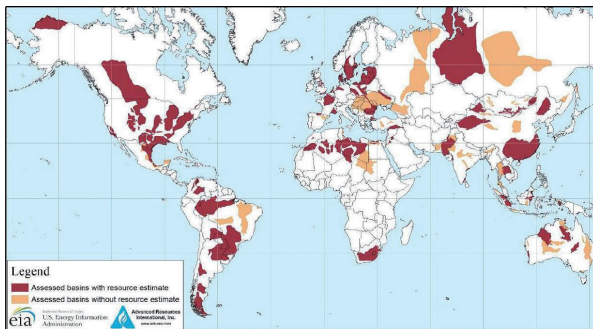 Legend
Assessed basins with resource estimate
Assessed basins without resource estimate
eia
U.S. Energy Information
Administration
Advanced Resources
International, Inc.